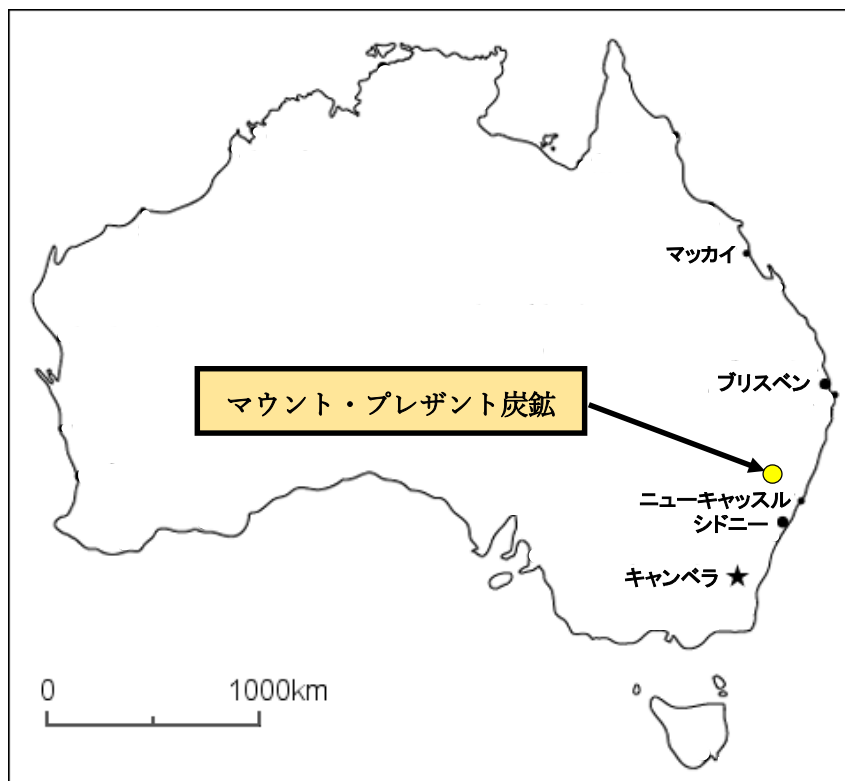 マッカイ
ブリスベン
マウント・プレザント炭鉱
ニューキャッスル
シドニー
キャンベラ
0 1000km